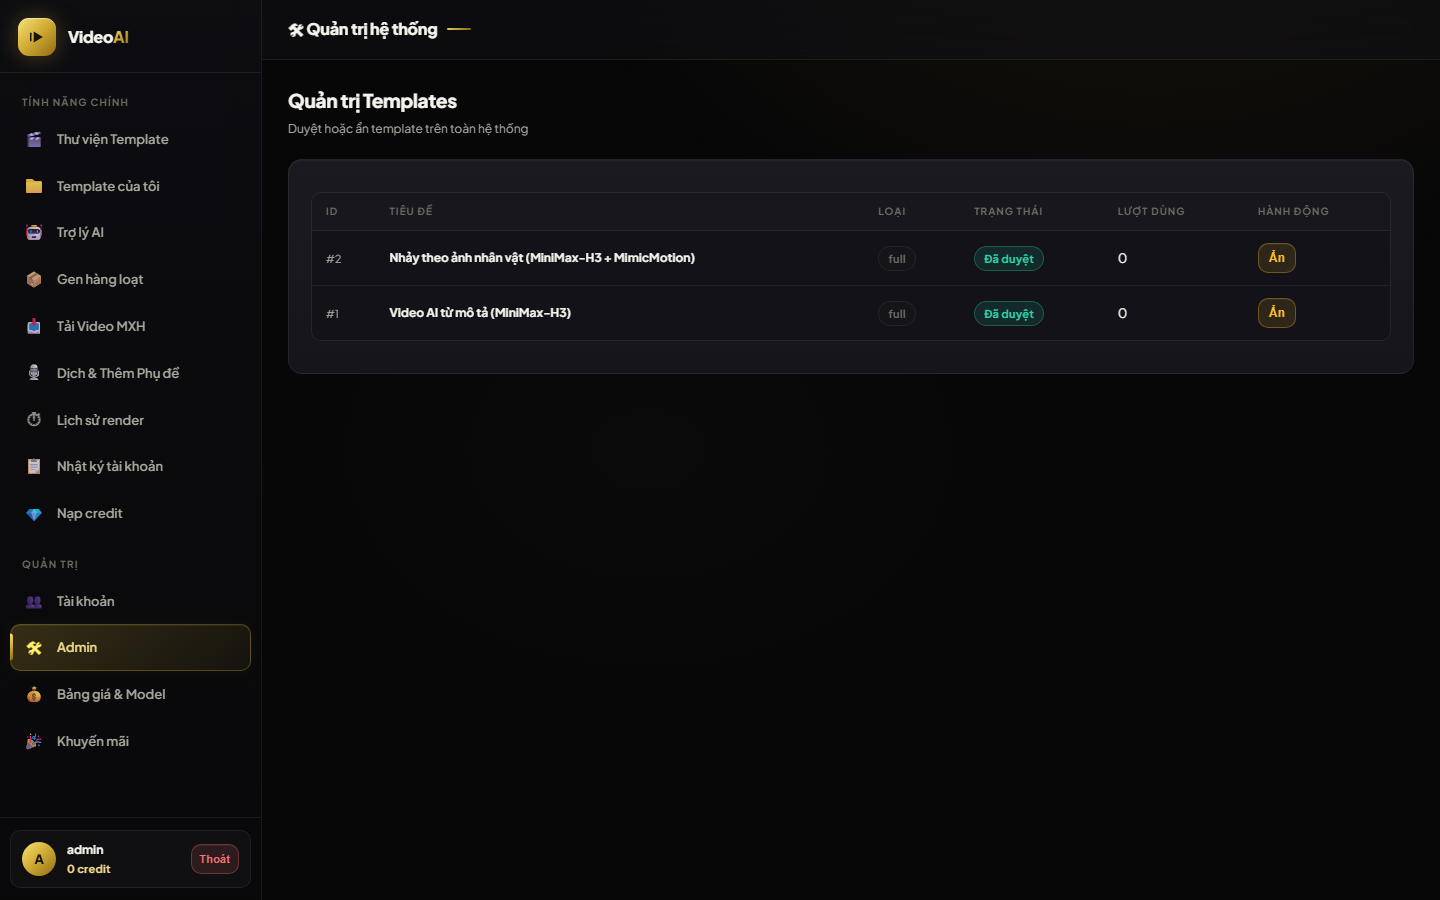 VideoAI
TÍNH NĂNG CHÍNH
Thư viện Template
Template của tôi
Trợ lý AI
Gen hàng loạt
Tải Video MXH
Dịch & Thêm Phụ đề
Lịch sử render
Nhật ký tài khoản
Nạp credit
QUẢN TRỊ
Tài khoản
Admin
Bảng giá & Model
Khuyến mãi
A
admin
0 credit
Thoát
Quản trị hệ thống
Quản trị Templates
Duyệt hoặc ẩn template trên toàn hệ thống
ID TIÊU ĐỀ LOẠI TRẠNG THÁI LƯỢT DÙNG HÀNH ĐỘNG
#2 Nhảy theo ảnh nhân vật (MiniMax-H3 + MimicMotion) full Đã duyệt 0 Ẩn
#1 Video AI từ mô tả (MiniMax-H3) full Đã duyệt 0 Ẩn